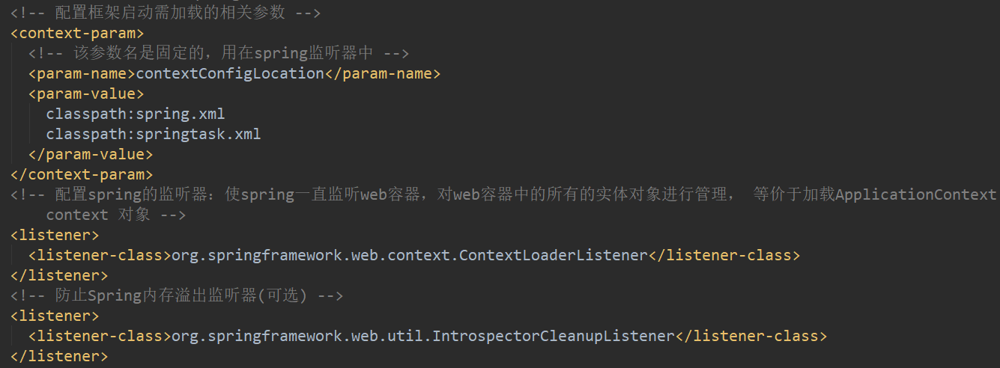 <!-- 配置框架启动需加载的相关参数 -->
<context-param>
<!-- 该参数名是固定的，用在spring监听器中 -->
<param-name>contextConfigLocation</param-name>
<param-value>
classpath:spring.xml
classpath:springtask.xml
</param-value>
</context-param>
<!-- 配置spring的监听器：使spring一直监听web容器，对web容器中的所有的实体对象进行管理， 等价于加载ApplicationContext
context 对象 -->
<listener>
<listener-class>org.springframework.web.context.ContextLoaderListener</listener-class>
</listener>
<!-- 防止Spring内存溢出监听器(可选) -->
<listener>
<listener-class>org.springframework.web.util.IntrospectorCleanupListener</listener-class>
</listener>